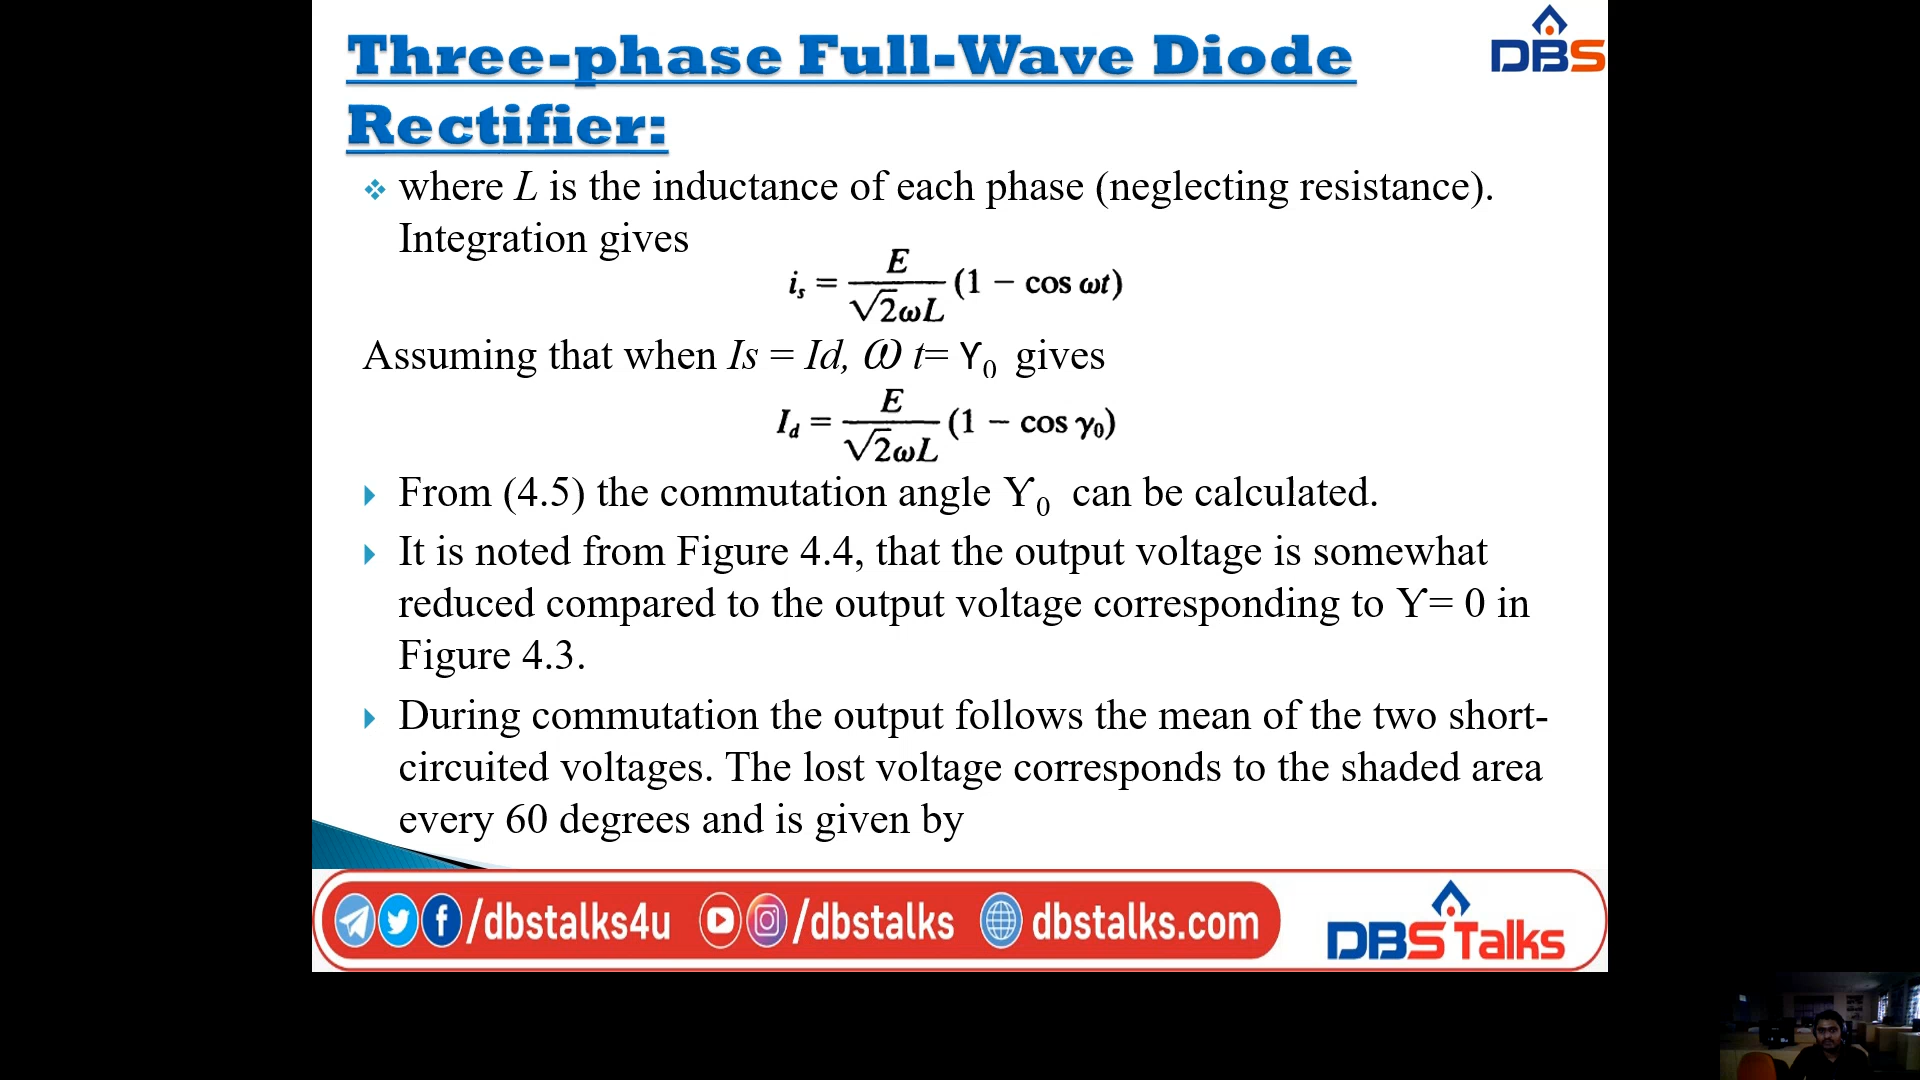 Three-phase Full-Wave Diode
Rectifier:
DBS
❖ where L is the inductance of each phase (neglecting resistance).
Integration gives
i_s = E / (√2ωL) (1 − cos ωt)
Assuming that when Is = Id, ω t= ϒ₀ gives
I_d = E / (√2ωL) (1 − cos γ₀)
From (4.5) the commutation angle ϒ₀ can be calculated.
It is noted from Figure 4.4, that the output voltage is somewhat
reduced compared to the output voltage corresponding to ϒ= 0 in
Figure 4.3.
During commutation the output follows the mean of the two short-
circuited voltages. The lost voltage corresponds to the shaded area
every 60 degrees and is given by
/dbstalks4u /dbstalks dbstalks.com
DBS Talks